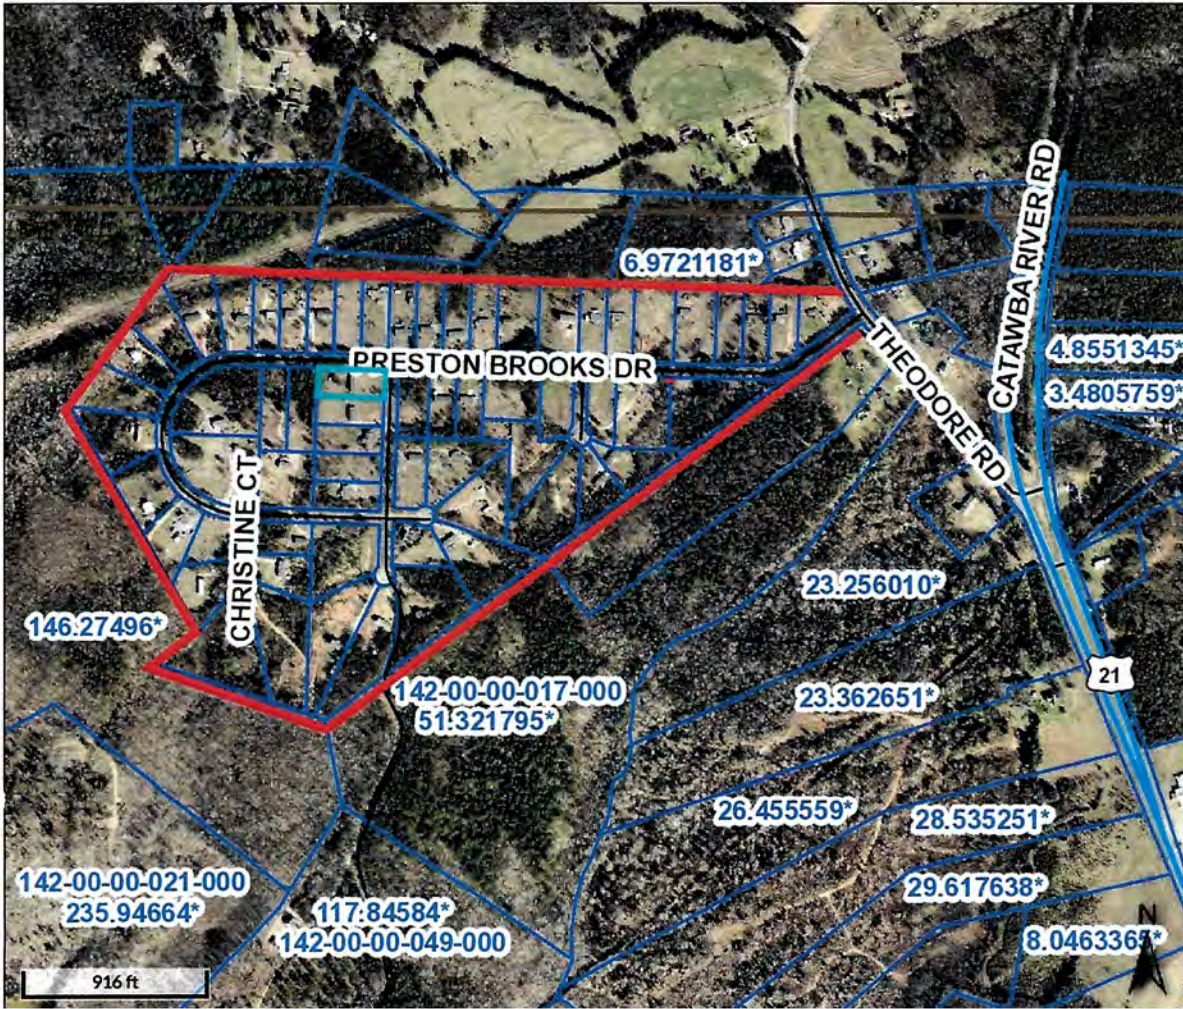 6.9721181*
CATAWBA RIVER RD
PRESTON BROOKS DR
THEODORE RD
4.8551345*
3.4805759*
CHRISTINE CT
146.27496*
23.256010*
21
142-00-00-017-000
51.321795*
23.362651*
26.455559*
28.535251*
142-00-00-021-000
235.94664*
29.617638*
117.84584*
142-00-00-049-000
N
8.0463365*
916 ft